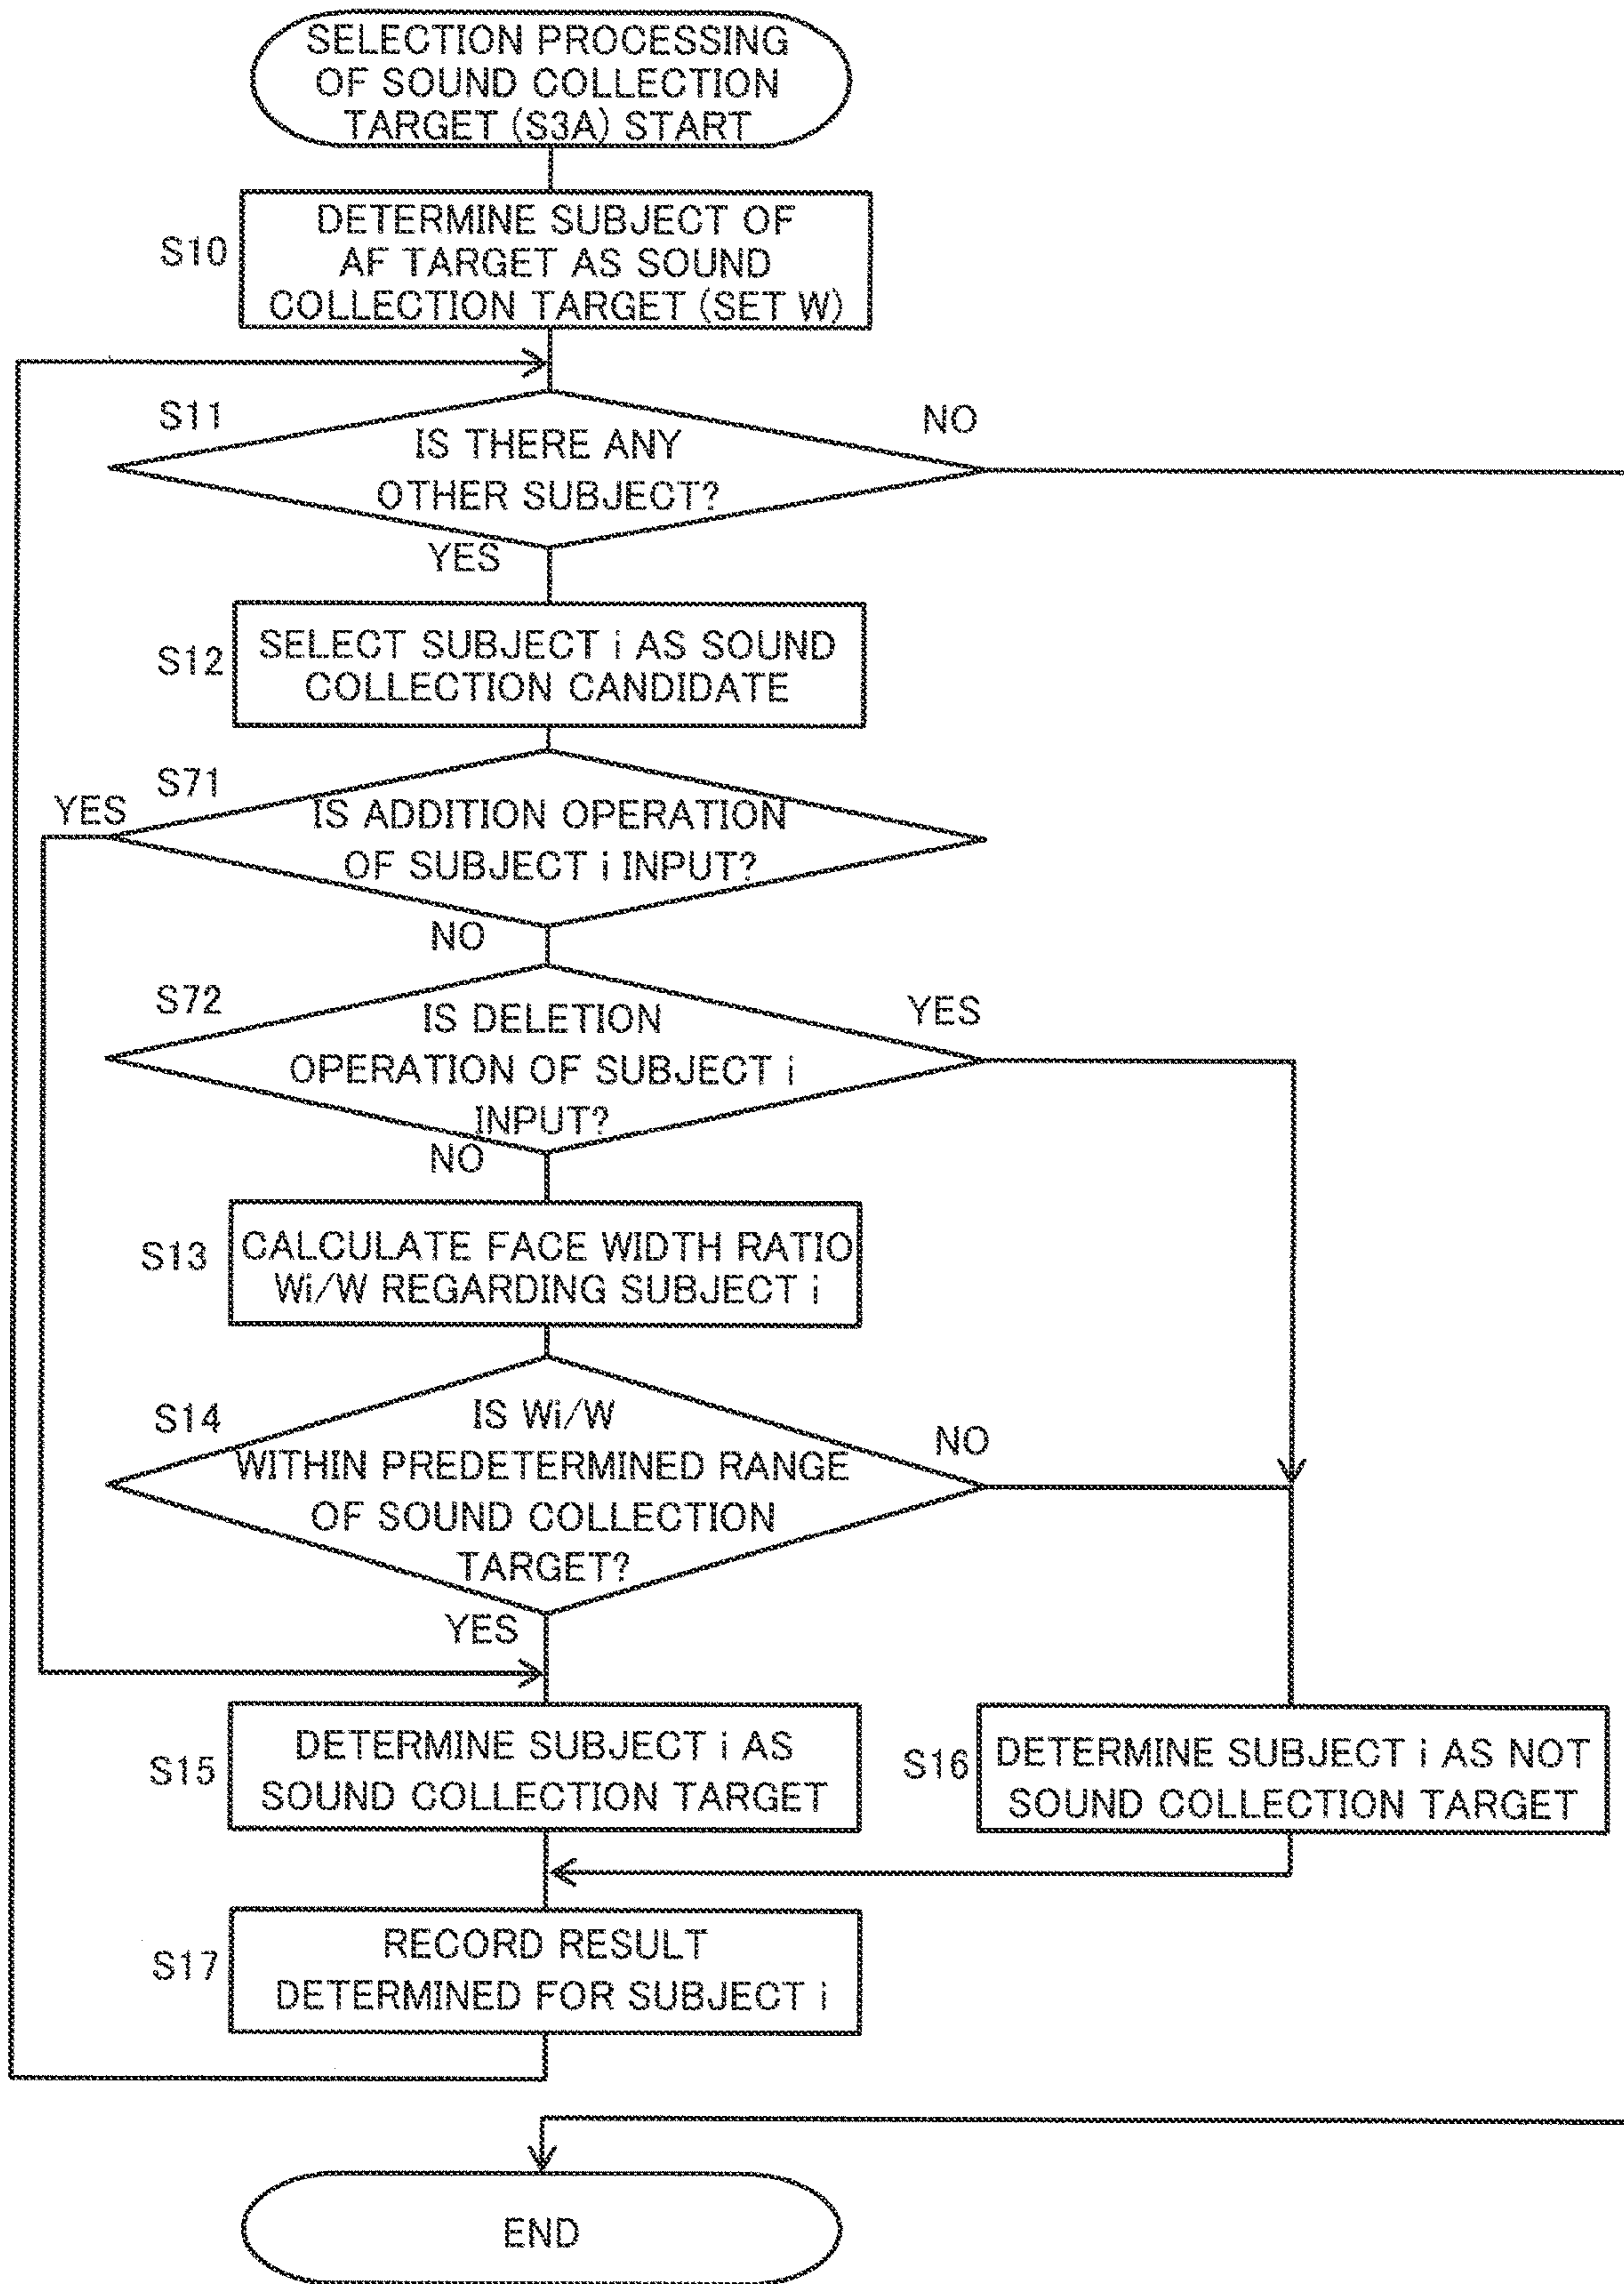 SELECTION PROCESSING
OF SOUND COLLECTION
TARGET (S3A) START
S10
DETERMINE SUBJECT OF
AF TARGET AS SOUND
COLLECTION TARGET (SET W)
S11
IS THERE ANY
OTHER SUBJECT?
NO
YES
S12
SELECT SUBJECT i AS SOUND
COLLECTION CANDIDATE
S71
YES
IS ADDITION OPERATION
OF SUBJECT i INPUT?
NO
S72
IS DELETION
OPERATION OF SUBJECT i
INPUT?
YES
NO
S13
CALCULATE FACE WIDTH RATIO
Wi/W REGARDING SUBJECT i
S14
IS Wi/W
WITHIN PREDETERMINED RANGE
OF SOUND COLLECTION
TARGET?
NO
YES
S15
DETERMINE SUBJECT i AS
SOUND COLLECTION TARGET
S16
DETERMINE SUBJECT i AS NOT
SOUND COLLECTION TARGET
S17
RECORD RESULT
DETERMINED FOR SUBJECT i
END